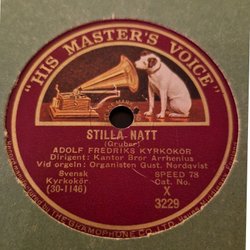 "HIS MASTER'S VOICE"
STILLA NATT
(Gruber)
ADOLF FREDRIKS KYRKOKÖR
Dirigent: Kantor Bror Arrhenius
Vid orgeln: Organisten Gust. Nordqvist
Svensk SPEED 78
Kyrkokör Cat. No.
(30-1146) X
3229
THE GRAMOPHONE CO. LTD.